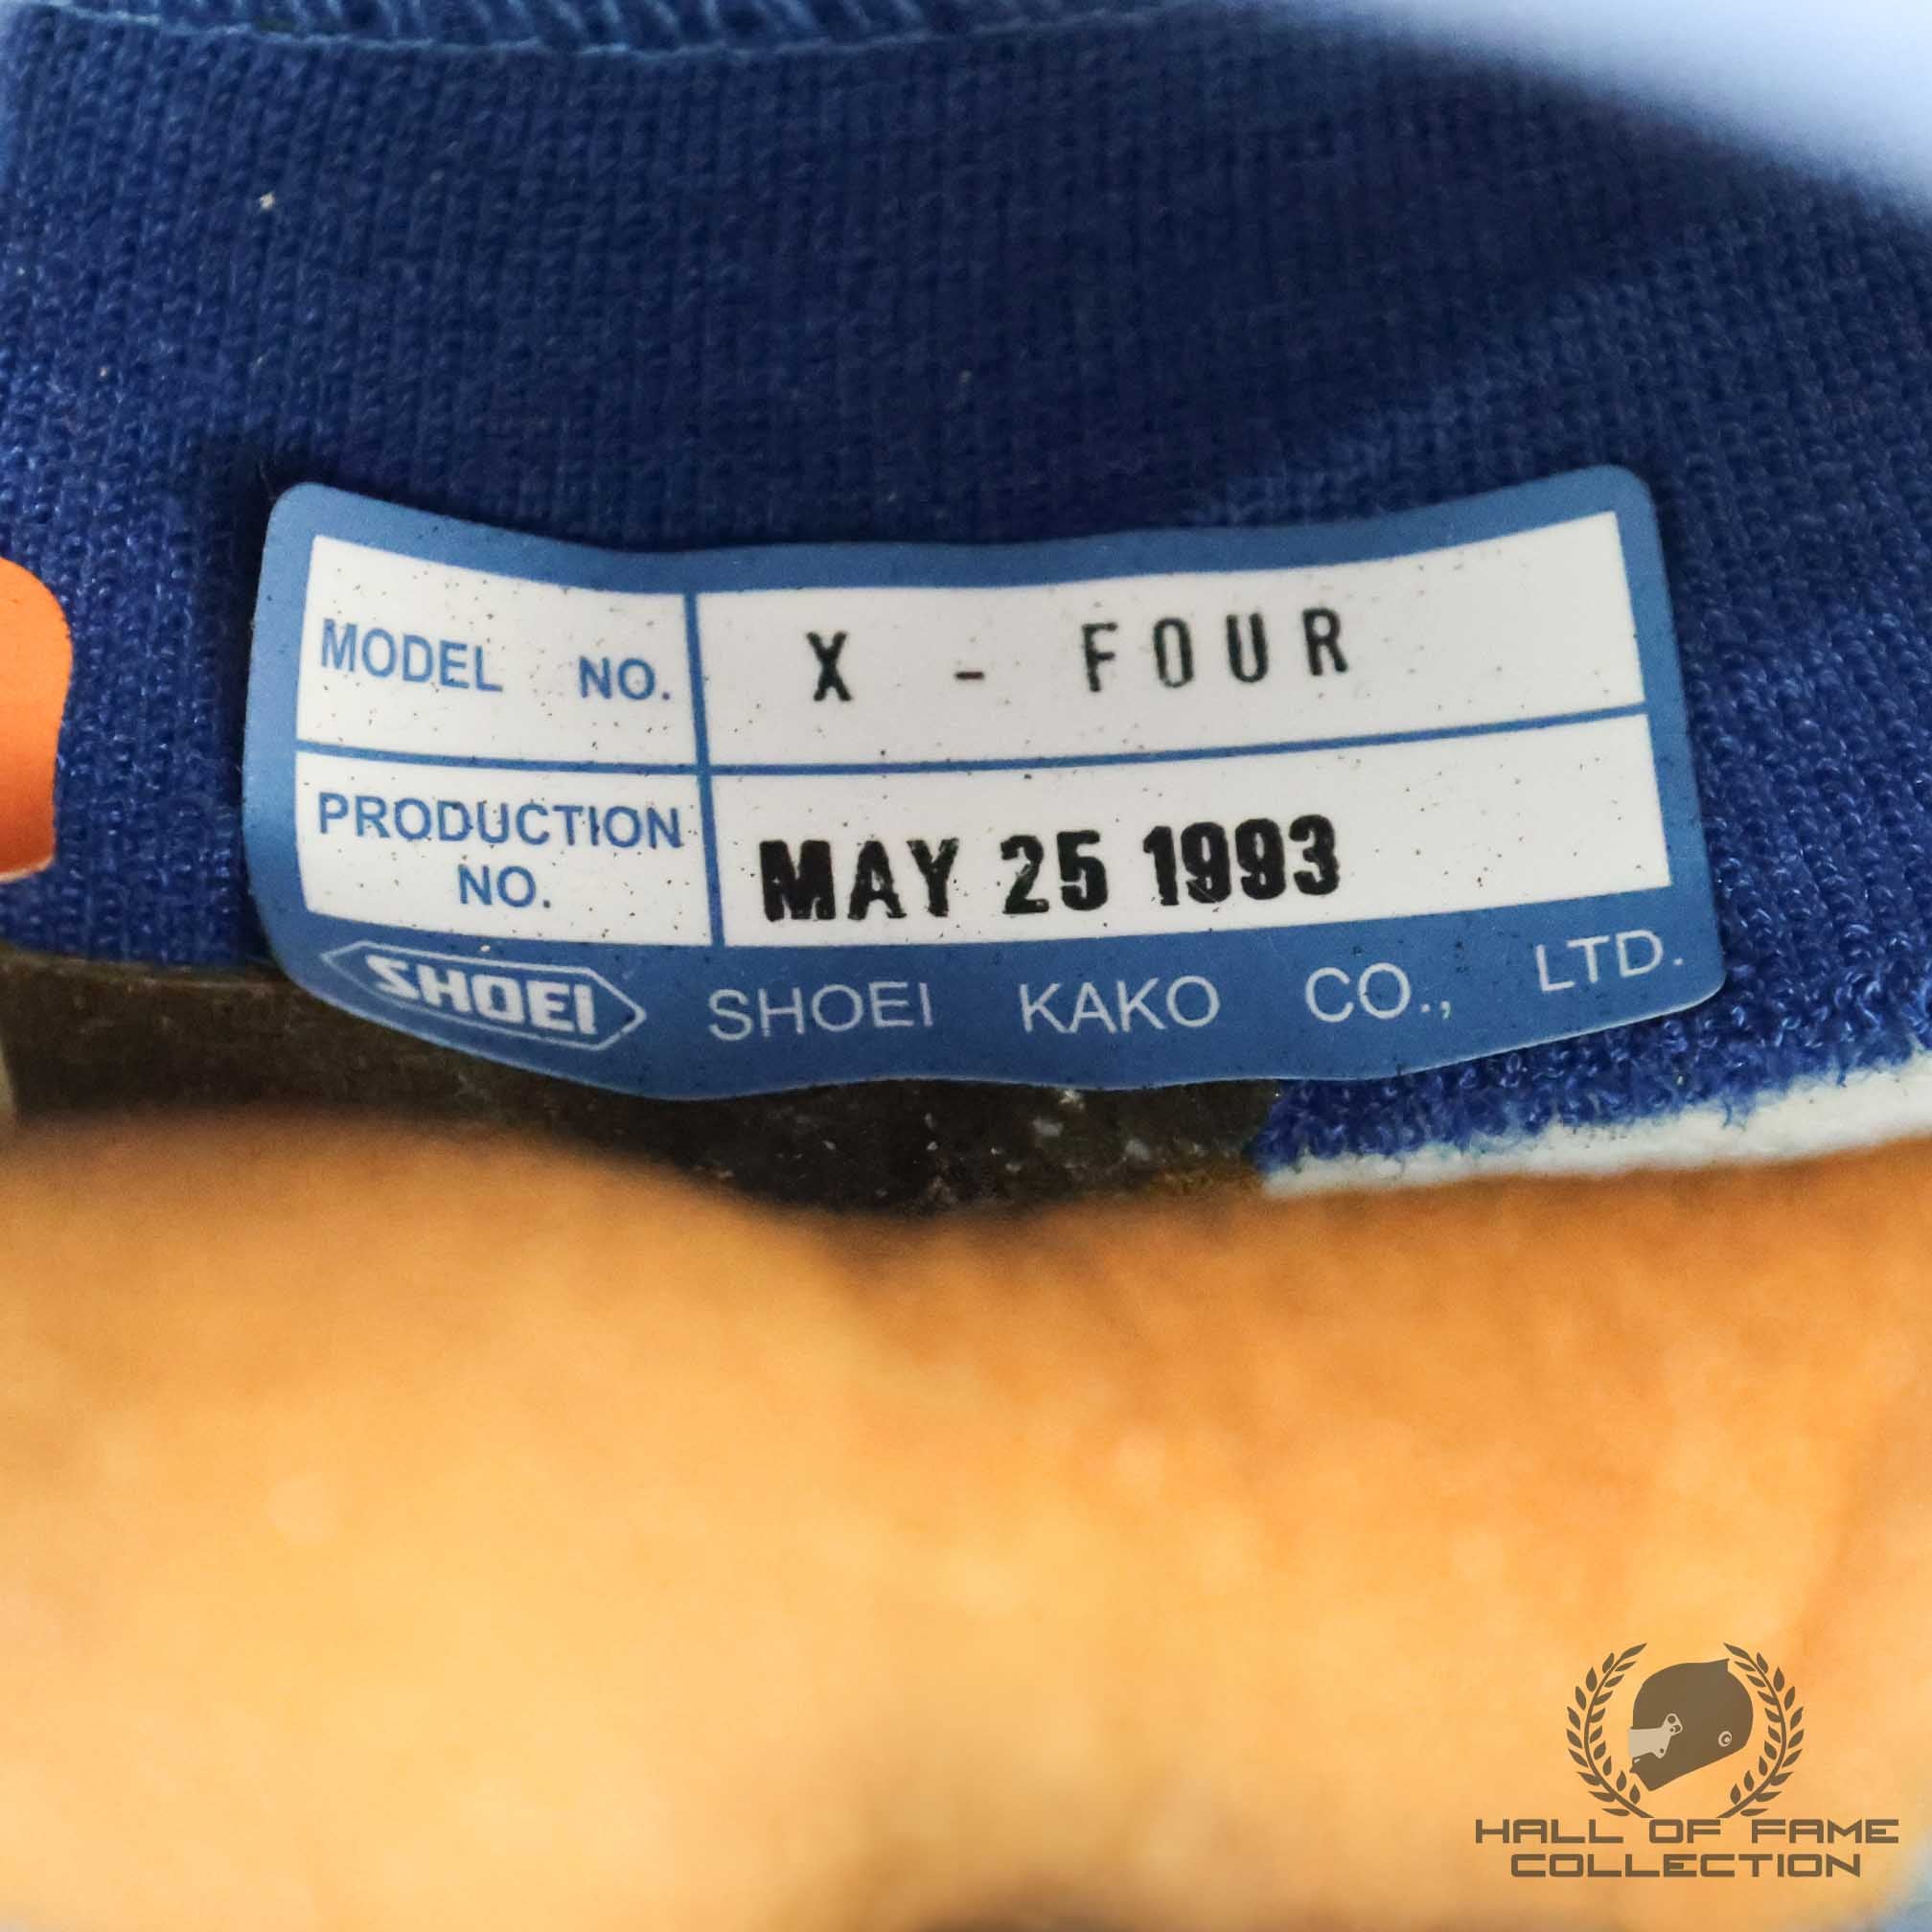 MODEL NO. X - FOUR
PRODUCTION NO. MAY 25 1993
SHOEI SHOEI KAKO CO., LTD.
HALL OF FAME
COLLECTION